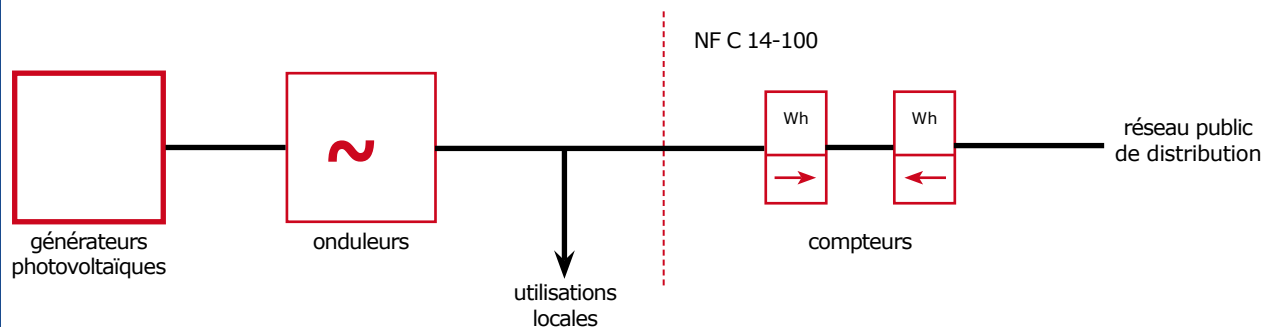 NF C 14-100
Wh
Wh
réseau public
de distribution
générateurs
photovoltaïques
onduleurs
compteurs
utilisations
locales